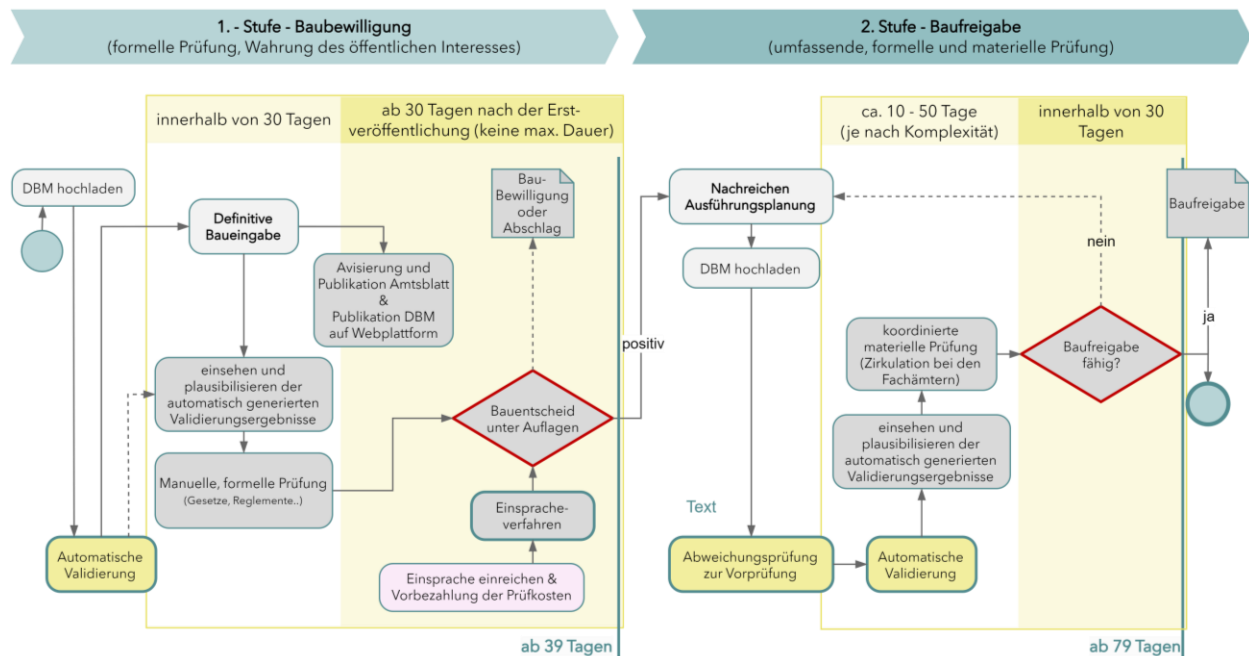 1. - Stufe - Baubewilligung
(formelle Prüfung, Wahrung des öffentlichen Interesses)
2. Stufe - Baufreigabe
(umfassende, formelle und materielle Prüfung)
innerhalb von 30 Tagen
ab 30 Tagen nach der Erst-
veröffentlichung (keine max. Dauer)
ca. 10 - 50 Tage
(je nach Komplexität)
innerhalb von 30
Tagen
DBM hochladen
Definitive
Baueingabe
Bau-
Bewilligung
oder
Abschlag
Avisierung und
Publikation Amtsblatt
&
Publikation DBM
auf Webplattform
einsehen und
plausibilisieren der
automatisch generierten
Validierungsergebnisse
Manuelle, formelle Prüfung
(Gesetze, Reglemente..)
Automatische
Validierung
Bauentscheid
unter Auflagen
Einsprache-
verfahren
Einsprache einreichen &
Vorbezahlung der Prüfkosten
ab 39 Tagen
positiv
Nachreichen
Ausführungsplanung
DBM hochladen
Text
Abweichungsprüfung
zur Vorprüfung
Automatische
Validierung
einsehen und
plausibilisieren der
automatisch generierten
Validierungsergebnisse
koordinierte
materielle Prüfung
(Zirkulation bei den
Fachämtern)
Baufreigabe
fähig?
nein
ja
Baufreigabe
ab 79 Tagen